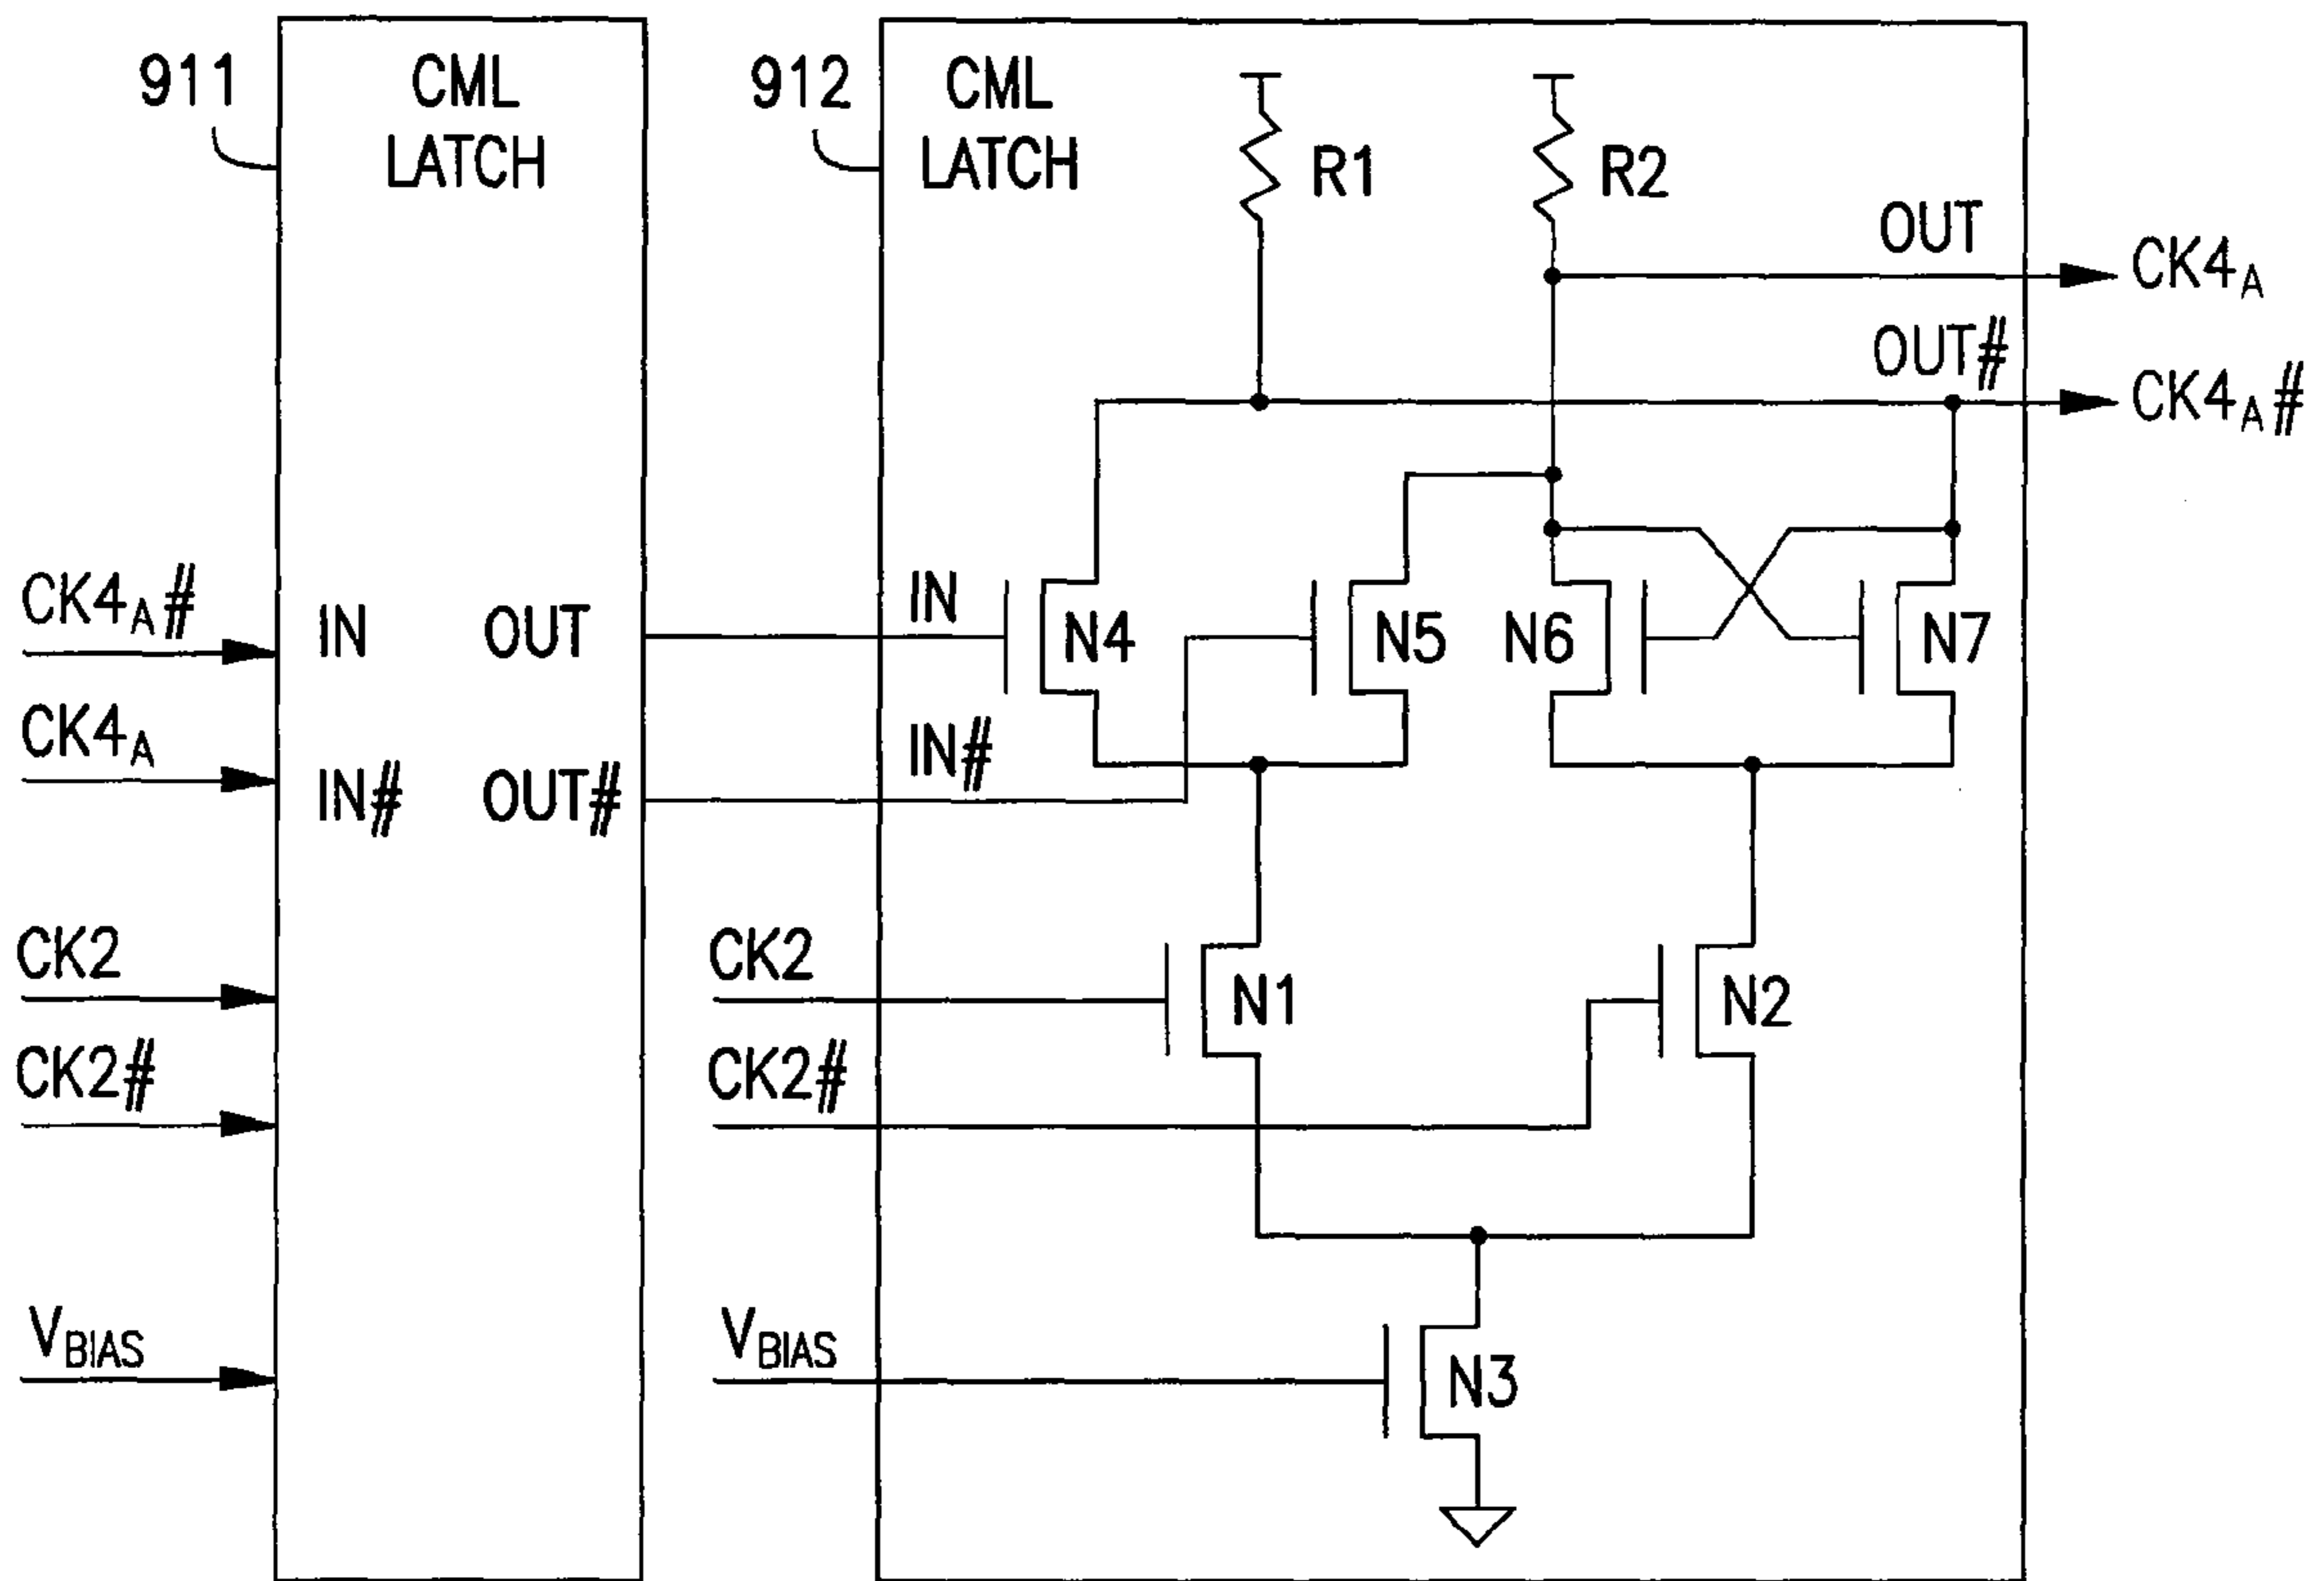 911
CML
LATCH
912
CML
LATCH
R1
R2
OUT
CK4A
OUT#
CK4A#
CK4A#
IN
OUT
IN
N4
N5
N6
N7
CK4A
IN#
OUT#
IN#
CK2
CK2
N1
N2
CK2#
CK2#
VBIAS
VBIAS
N3